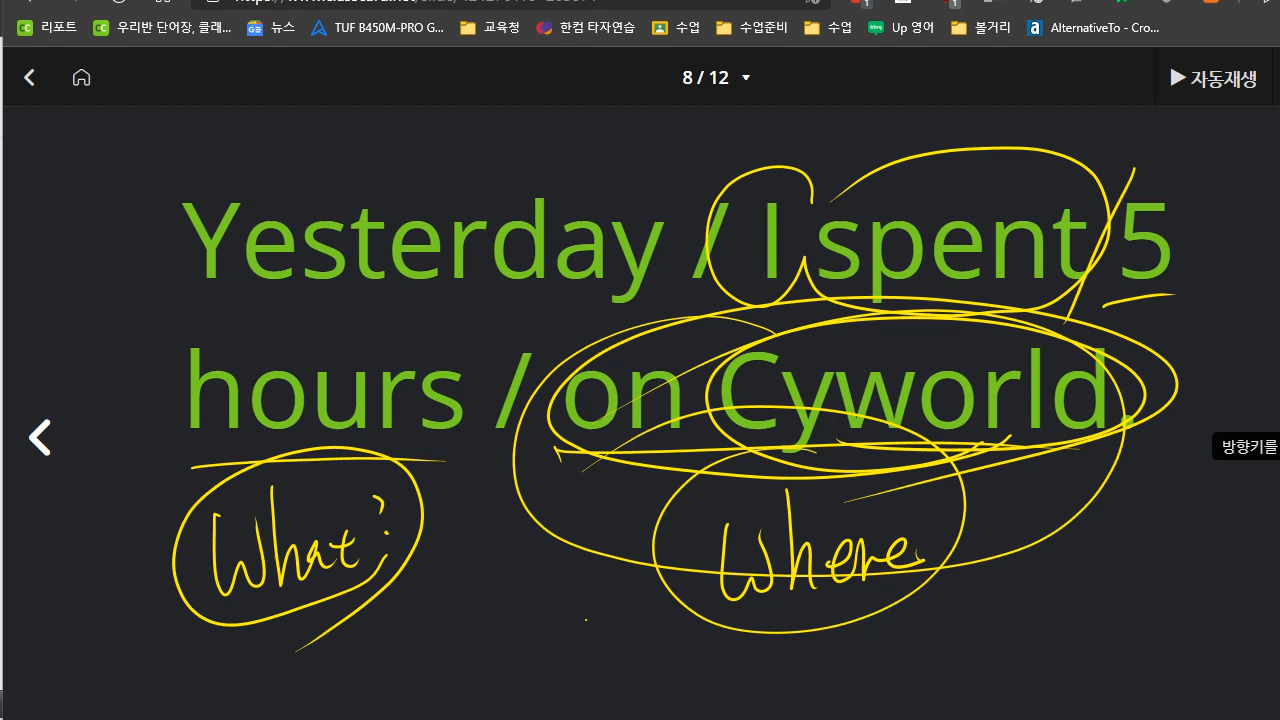 리포트 우리반 단어장, 클래... 뉴스 TUF B450M-PRO G... 교육청 한컴 타자연습 수업 수업준비 수업 Up 영어 볼거리 AlternativeTo - Cro...
8 / 12 ▶ 자동재생
Yesterday / I spent 5
hours / on Cyworld.
방향키를
What?
Where